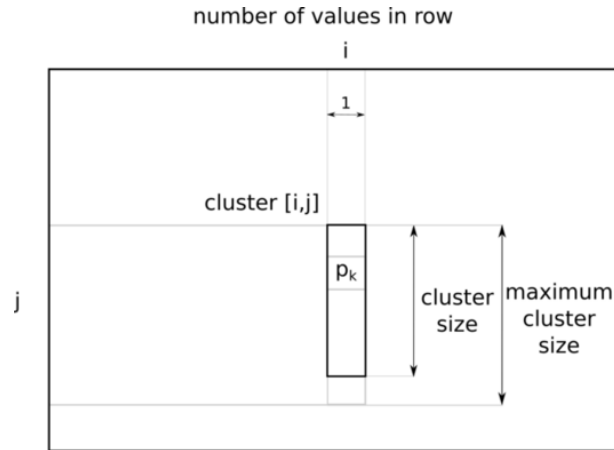 number of values in row
i
1
cluster [i,j]
pk
j
cluster
size
maximum
cluster
size